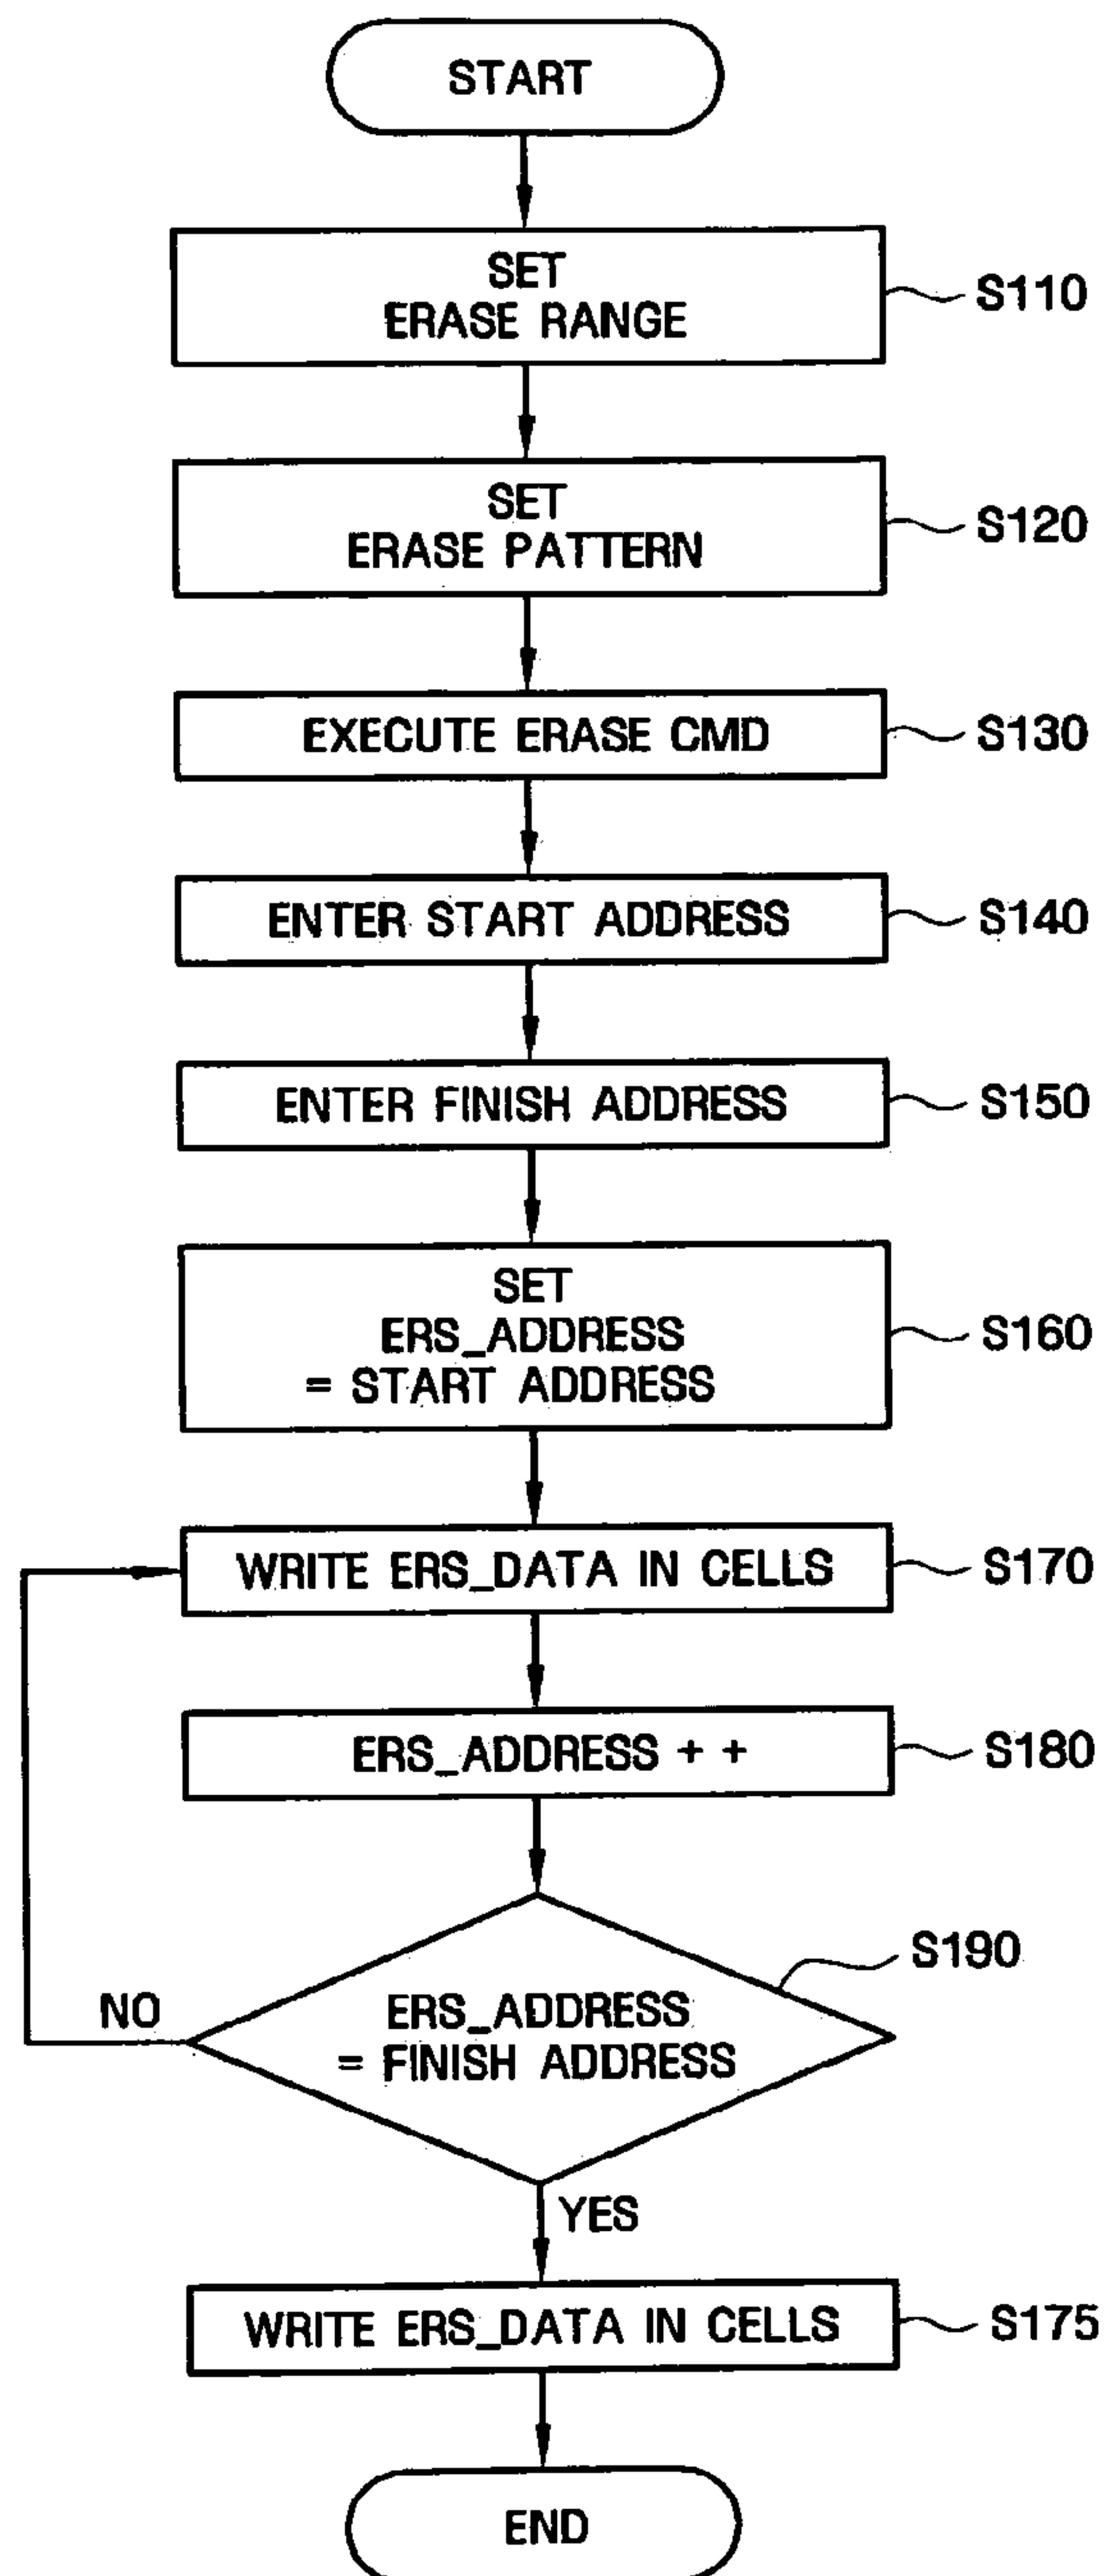 START
SET
ERASE RANGE
S110
SET
ERASE PATTERN
S120
EXECUTE ERASE CMD
S130
ENTER START ADDRESS
S140
ENTER FINISH ADDRESS
S150
SET
ERS_ADDRESS
= START ADDRESS
S160
WRITE ERS_DATA IN CELLS
S170
ERS_ADDRESS + +
S180
S190
NO
ERS_ADDRESS
= FINISH ADDRESS
YES
WRITE ERS_DATA IN CELLS
S175
END